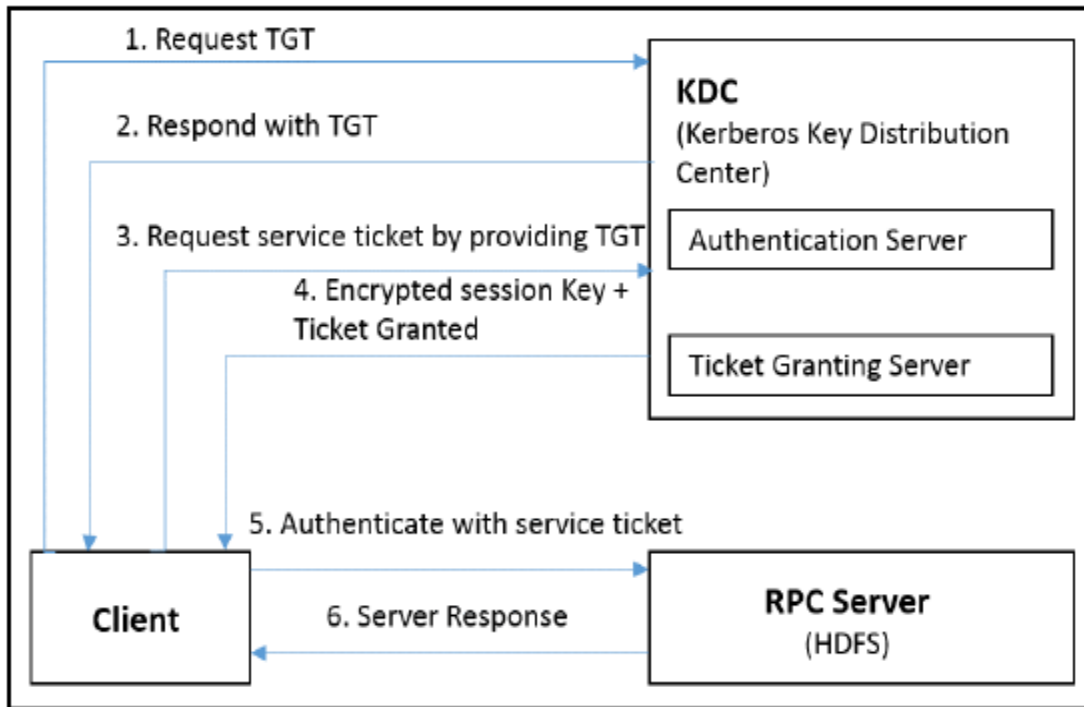 1. Request TGT
KDC
(Kerberos Key Distribution
Center)
2. Respond with TGT
3. Request service ticket by providing TGT
Authentication Server
4. Encrypted session Key +
Ticket Granted
Ticket Granting Server
5. Authenticate with service ticket
Client
6. Server Response
RPC Server
(HDFS)